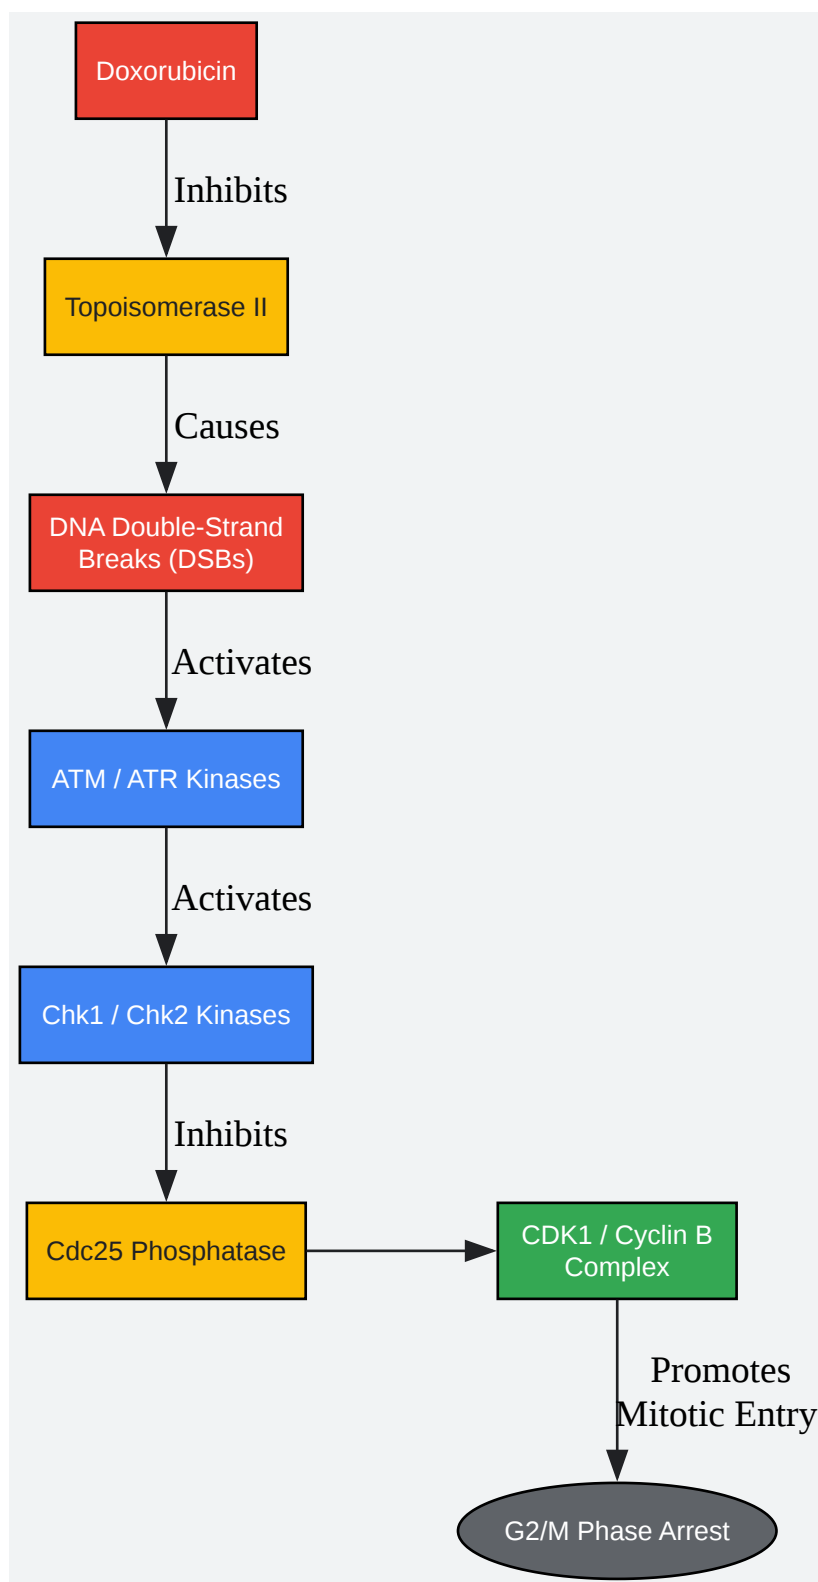 Doxorubicin
Inhibits
Topoisomerase II
Causes
DNA Double-Strand
Breaks (DSBs)
Activates
ATM / ATR Kinases
Activates
Chk1 / Chk2 Kinases
Inhibits
Cdc25 Phosphatase
CDK1 / Cyclin B
Complex
Promotes
Mitotic Entry
G2/M Phase Arrest